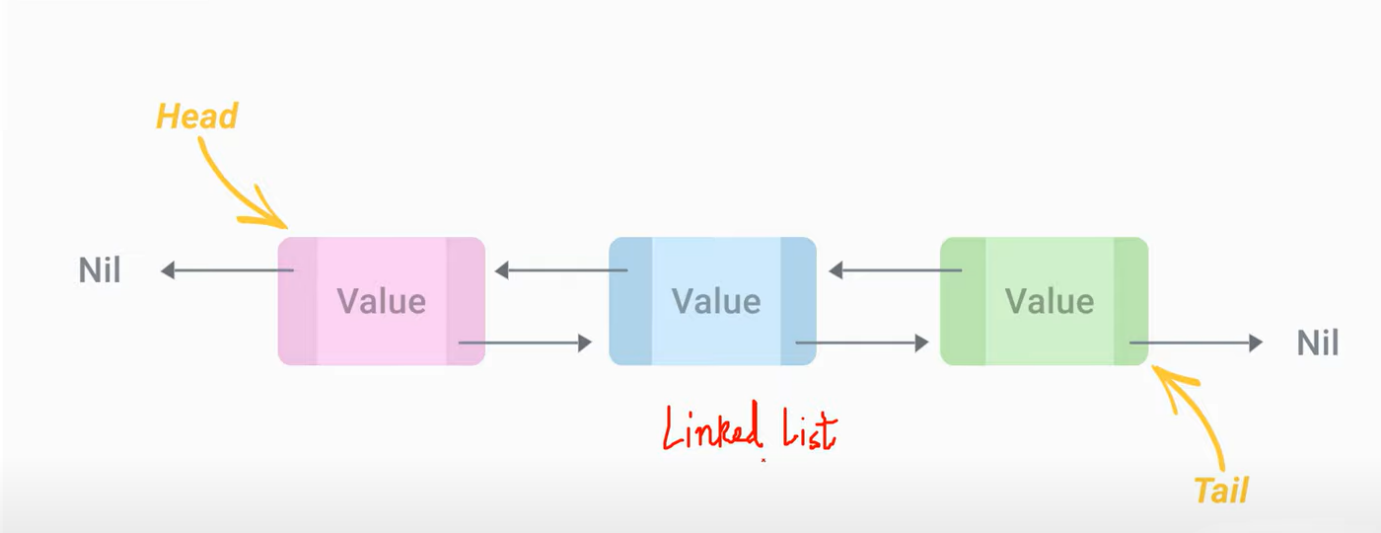 Head
Nil
Value
Value
Value
Nil
Linked List
Tail